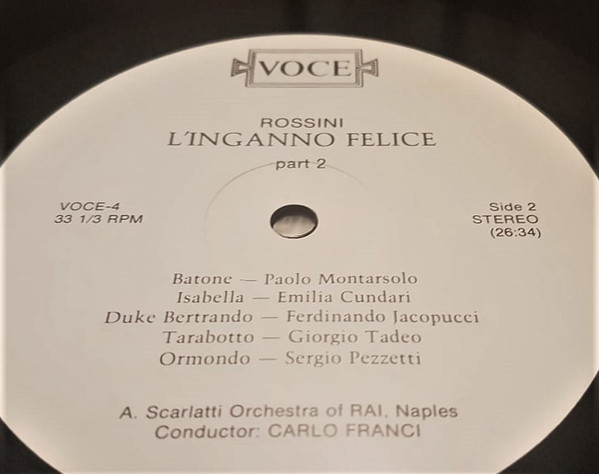 VOCE
ROSSINI
L'INGANNO FELICE
part 2
VOCE-4
33 1/3 RPM
Side 2
STEREO
(26:34)
Batone — Paolo Montarsolo
Isabella — Emilia Cundari
Duke Bertrando — Ferdinando Jacopucci
Tarabotto — Giorgio Tadeo
Ormondo — Sergio Pezzetti
A. Scarlatti Orchestra of RAI, Naples
Conductor: CARLO FRANCI